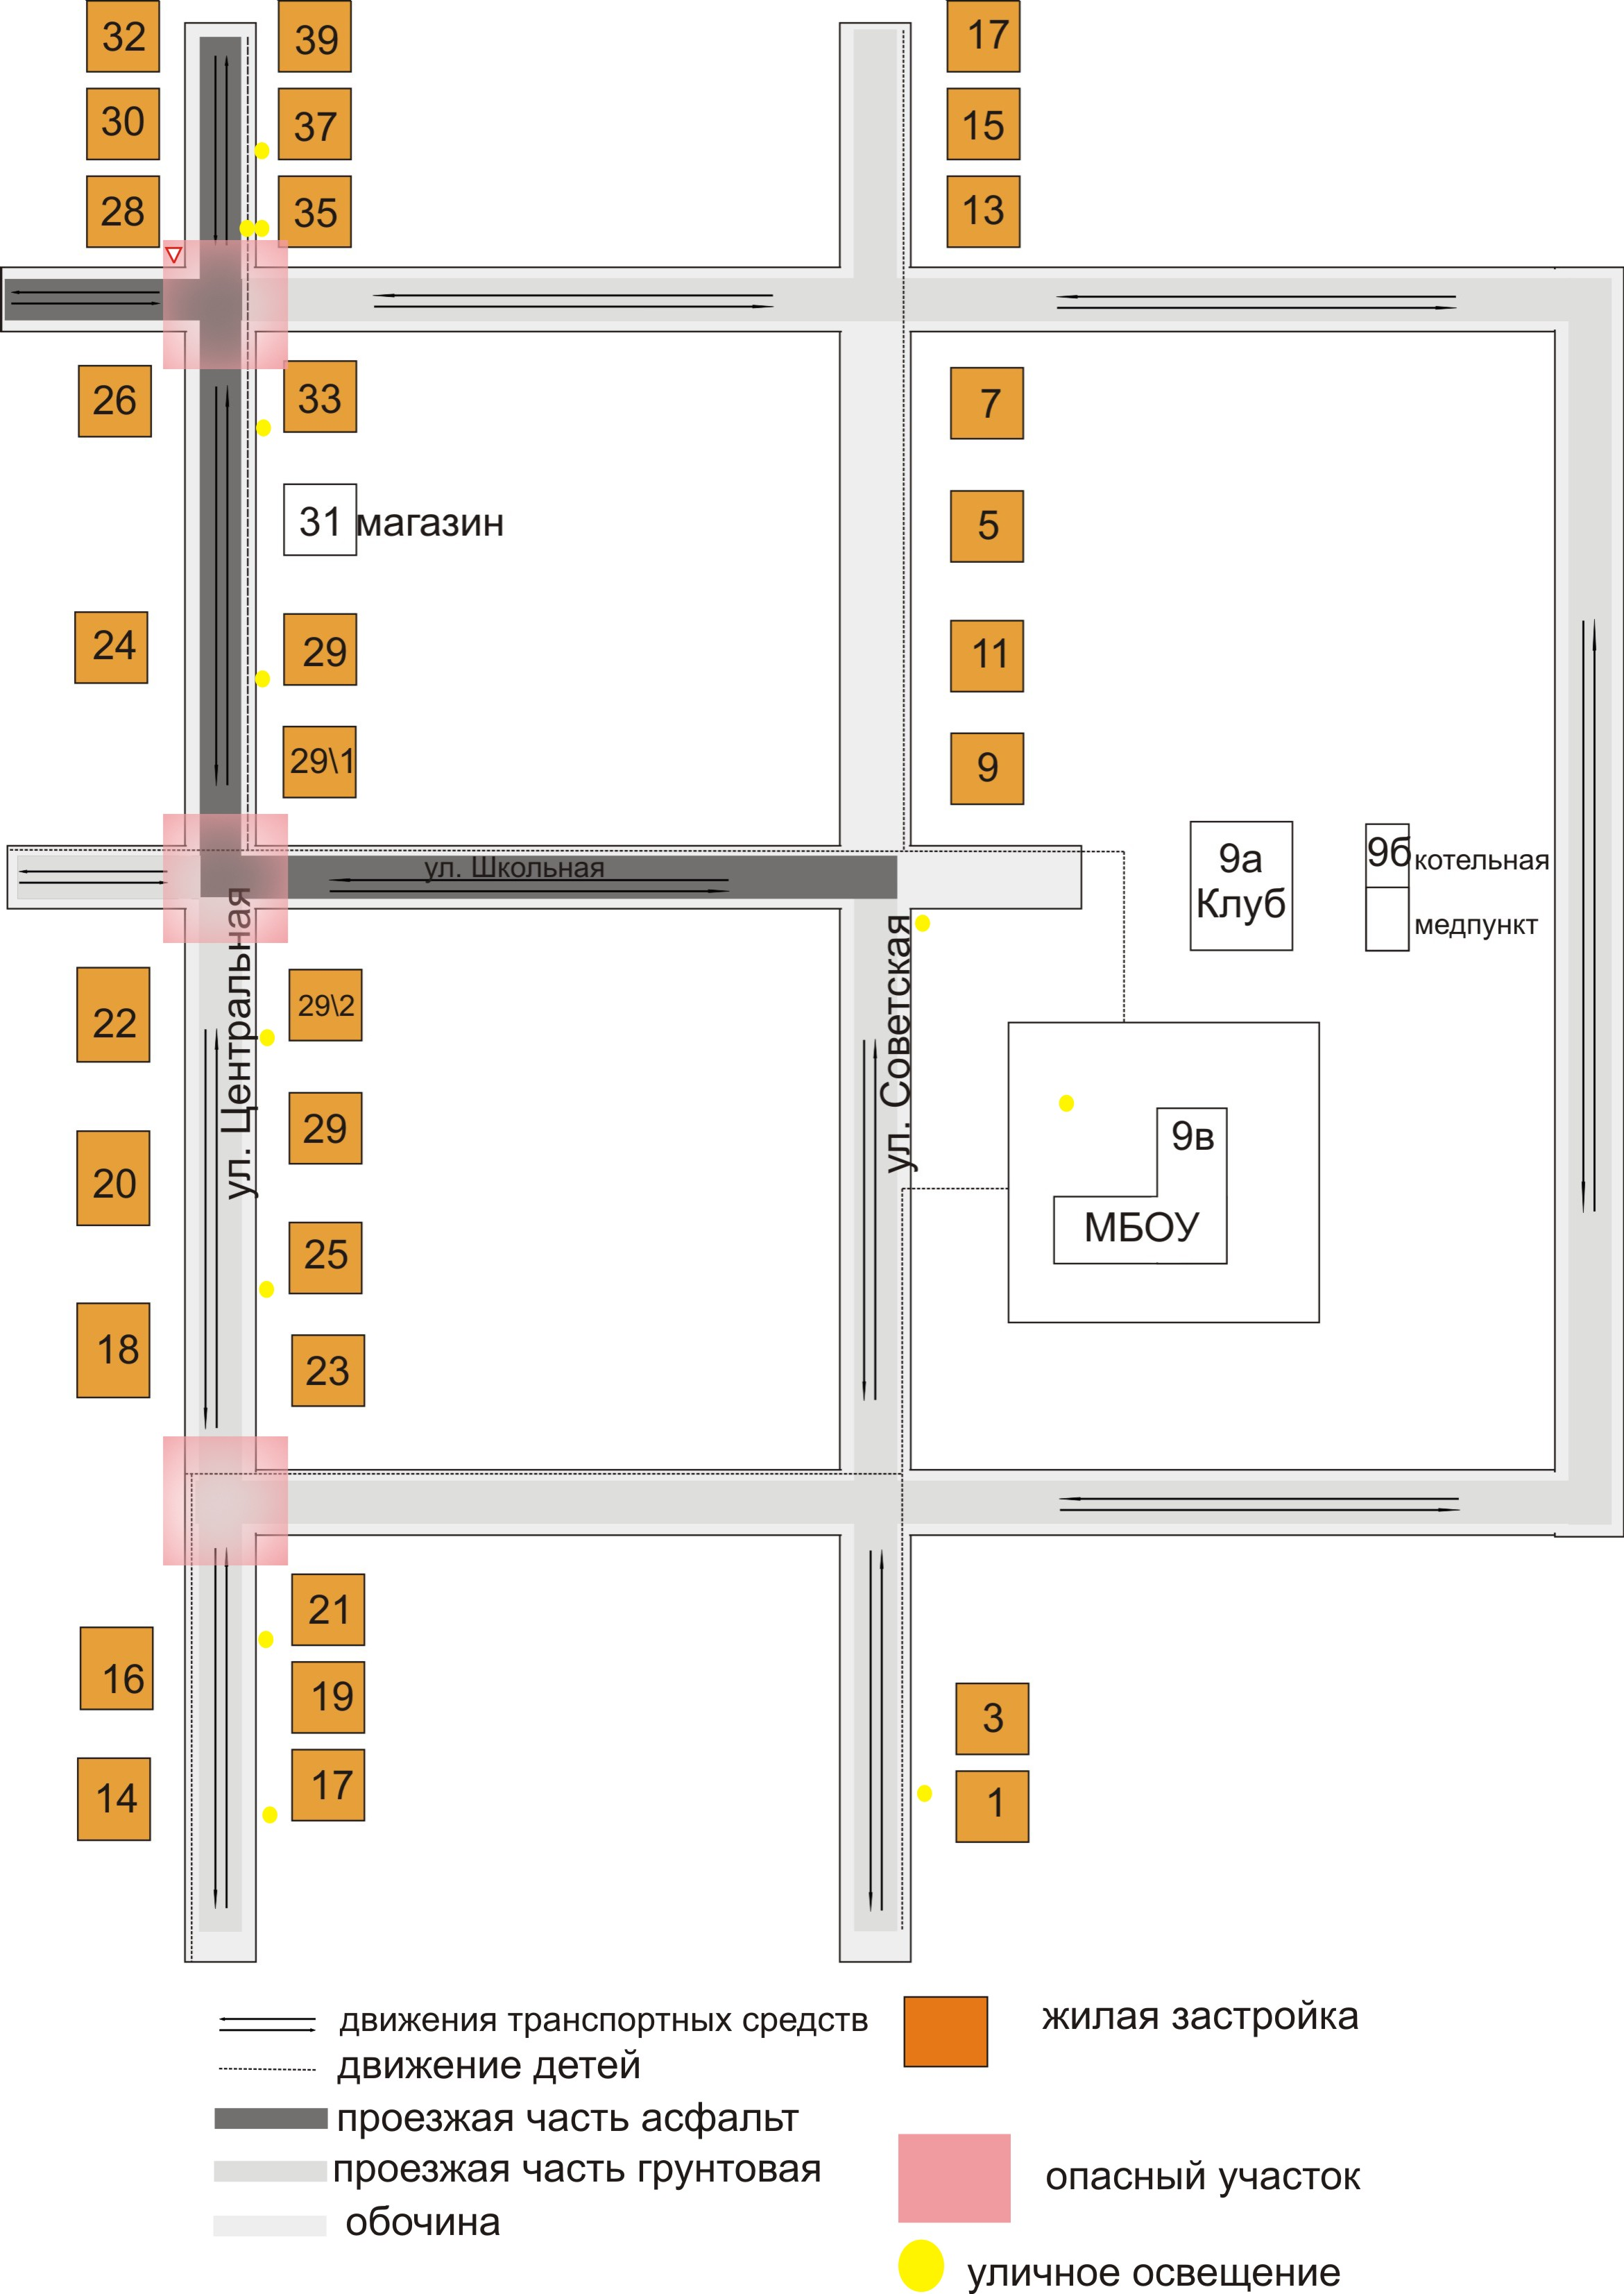 32
39
17
30
37
15
28
35
13
26
33
7
31 магазин
5
24
29
11
29\1
9
9а
Клуб
9б котельная
медпункт
ул. Школьная
ул. Центральная
ул. Советская
22
29\2
20
29
9в
МБОУ
25
18
23
21
16
19
3
14
17
1
движения транспортных средств
движение детей
проезжая часть асфальт
проезжая часть грунтовая
обочина
жилая застройка
опасный участок
уличное освещение